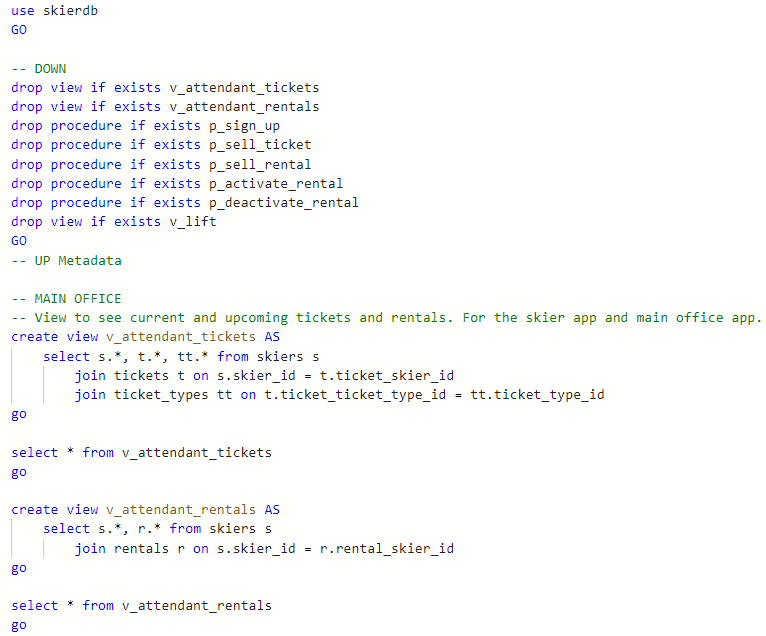 use skierdb
GO
-- DOWN
drop view if exists v_attendant_tickets
drop view if exists v_attendant_rentals
drop procedure if exists p_sign_up
drop procedure if exists p_sell_ticket
drop procedure if exists p_sell_rental
drop procedure if exists p_activate_rental
drop procedure if exists p_deactivate_rental
drop view if exists v_lift
GO
-- UP Metadata
-- MAIN OFFICE
-- View to see current and upcoming tickets and rentals. For the skier app and main office app.
create view v_attendant_tickets AS
select s.*, t.*, tt.* from skiers s
join tickets t on s.skier_id = t.ticket_skier_id
join ticket_types tt on t.ticket_ticket_type_id = tt.ticket_type_id
go
select * from v_attendant_tickets
go
create view v_attendant_rentals AS
select s.*, r.* from skiers s
join rentals r on s.skier_id = r.rental_skier_id
go
select * from v_attendant_rentals
go